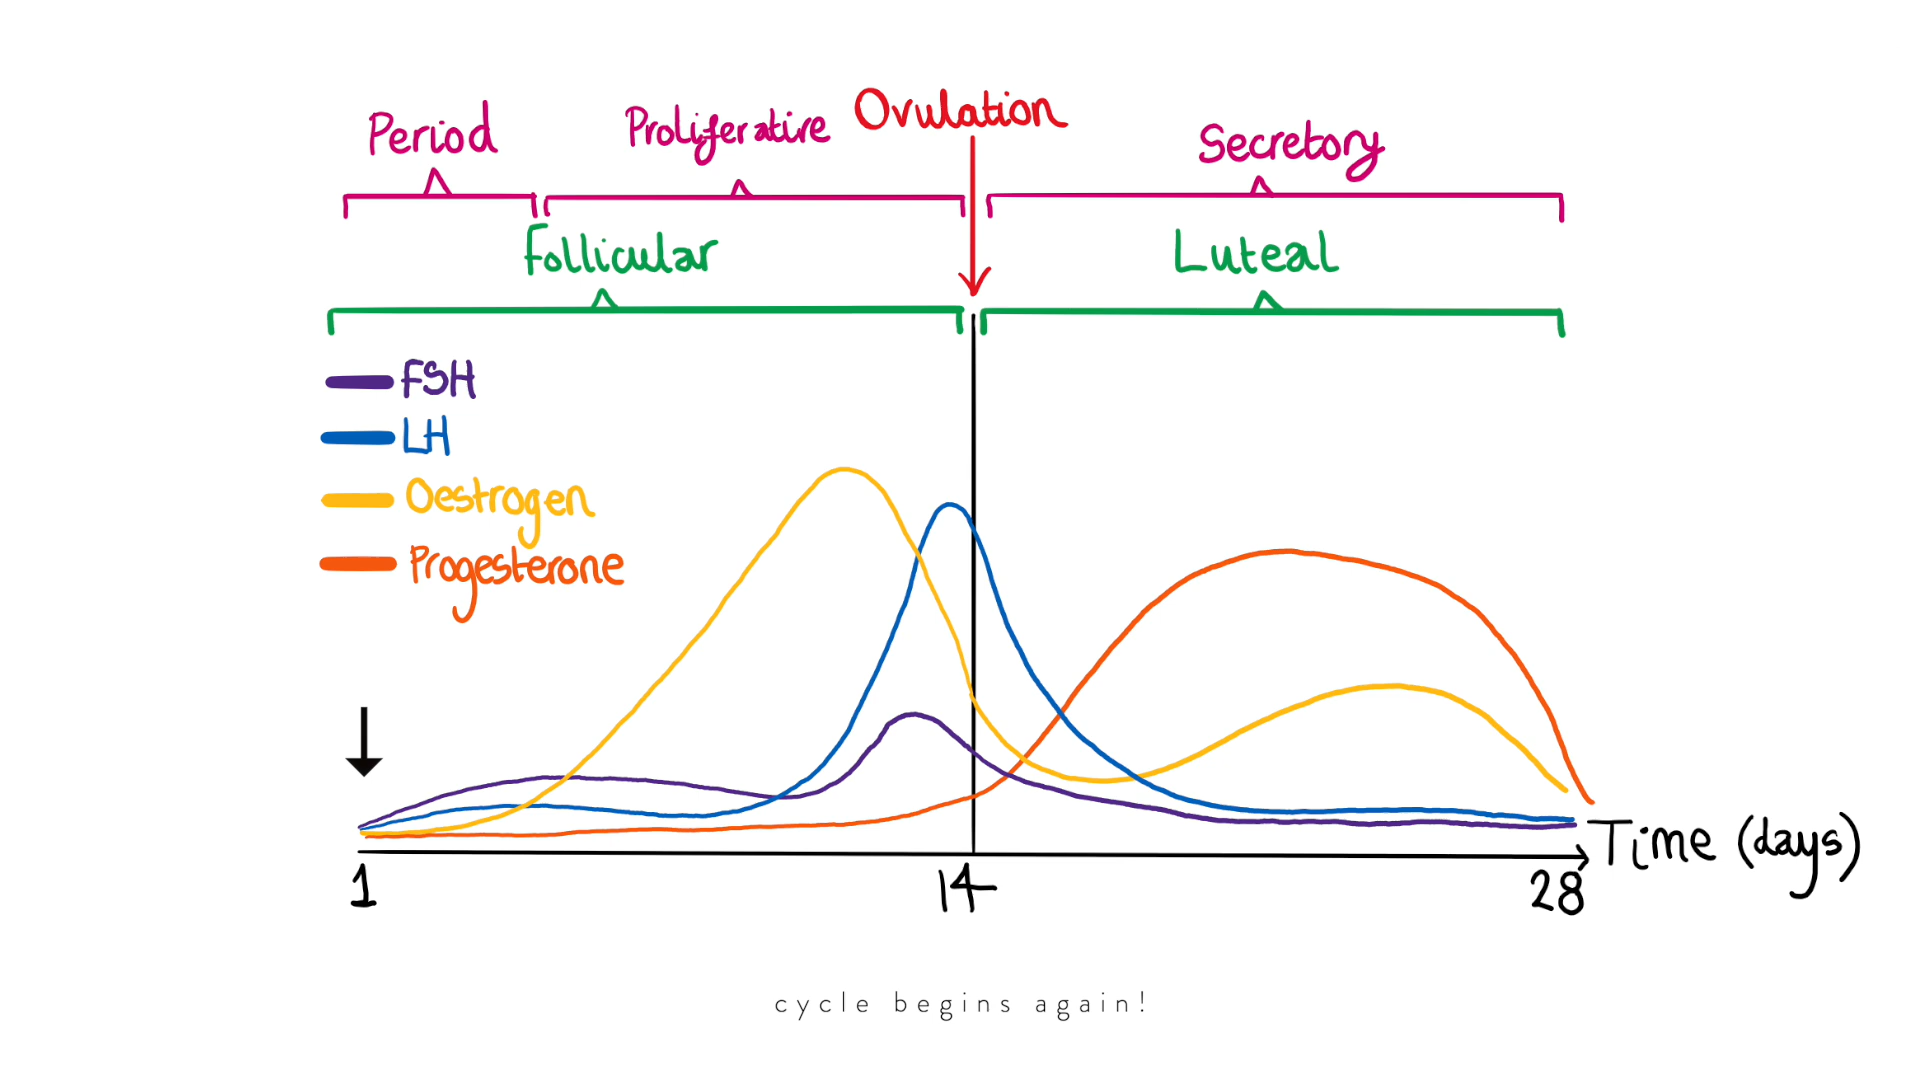 Period
Proliferative
Ovulation
Secretory
Follicular
Luteal
FSH
LH
Oestrogen
Progesterone
Time (days)
1
14
28
cycle begins again!